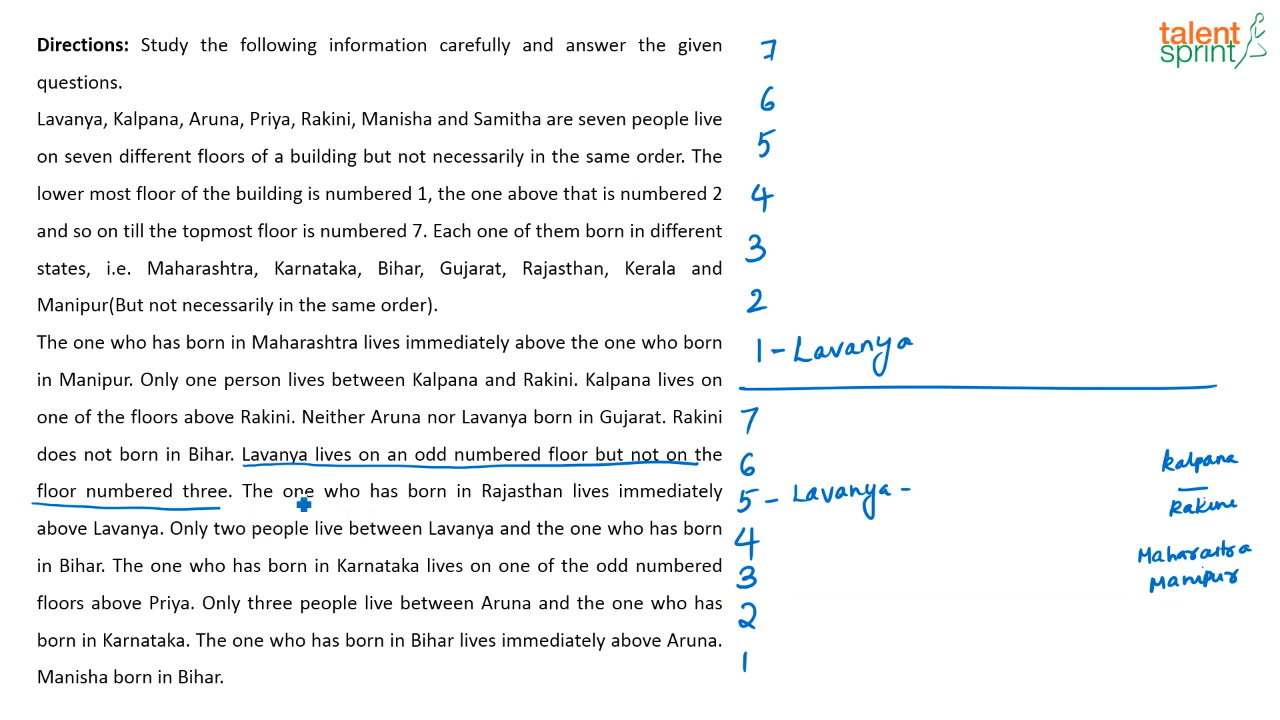 talent
sprint
Directions: Study the following information carefully and answer the given
questions.
Lavanya, Kalpana, Aruna, Priya, Rakini, Manisha and Samitha are seven people live
on seven different floors of a building but not necessarily in the same order. The
lower most floor of the building is numbered 1, the one above that is numbered 2
and so on till the topmost floor is numbered 7. Each one of them born in different
states, i.e. Maharashtra, Karnataka, Bihar, Gujarat, Rajasthan, Kerala and
Manipur(But not necessarily in the same order).
The one who has born in Maharashtra lives immediately above the one who born
in Manipur. Only one person lives between Kalpana and Rakini. Kalpana lives on
one of the floors above Rakini. Neither Aruna nor Lavanya born in Gujarat. Rakini
does not born in Bihar. Lavanya lives on an odd numbered floor but not on the
floor numbered three. The one who has born in Rajasthan lives immediately
above Lavanya. Only two people live between Lavanya and the one who has born
in Bihar. The one who has born in Karnataka lives on one of the odd numbered
floors above Priya. Only three people live between Aruna and the one who has
born in Karnataka. The one who has born in Bihar lives immediately above Aruna.
Manisha born in Bihar.
7
6
5
4
3
2
1 - Lavanya
7
6
5 - Lavanya -
4
3
2
1
Kalpana
—
Rakini
Maharastra
Manipur